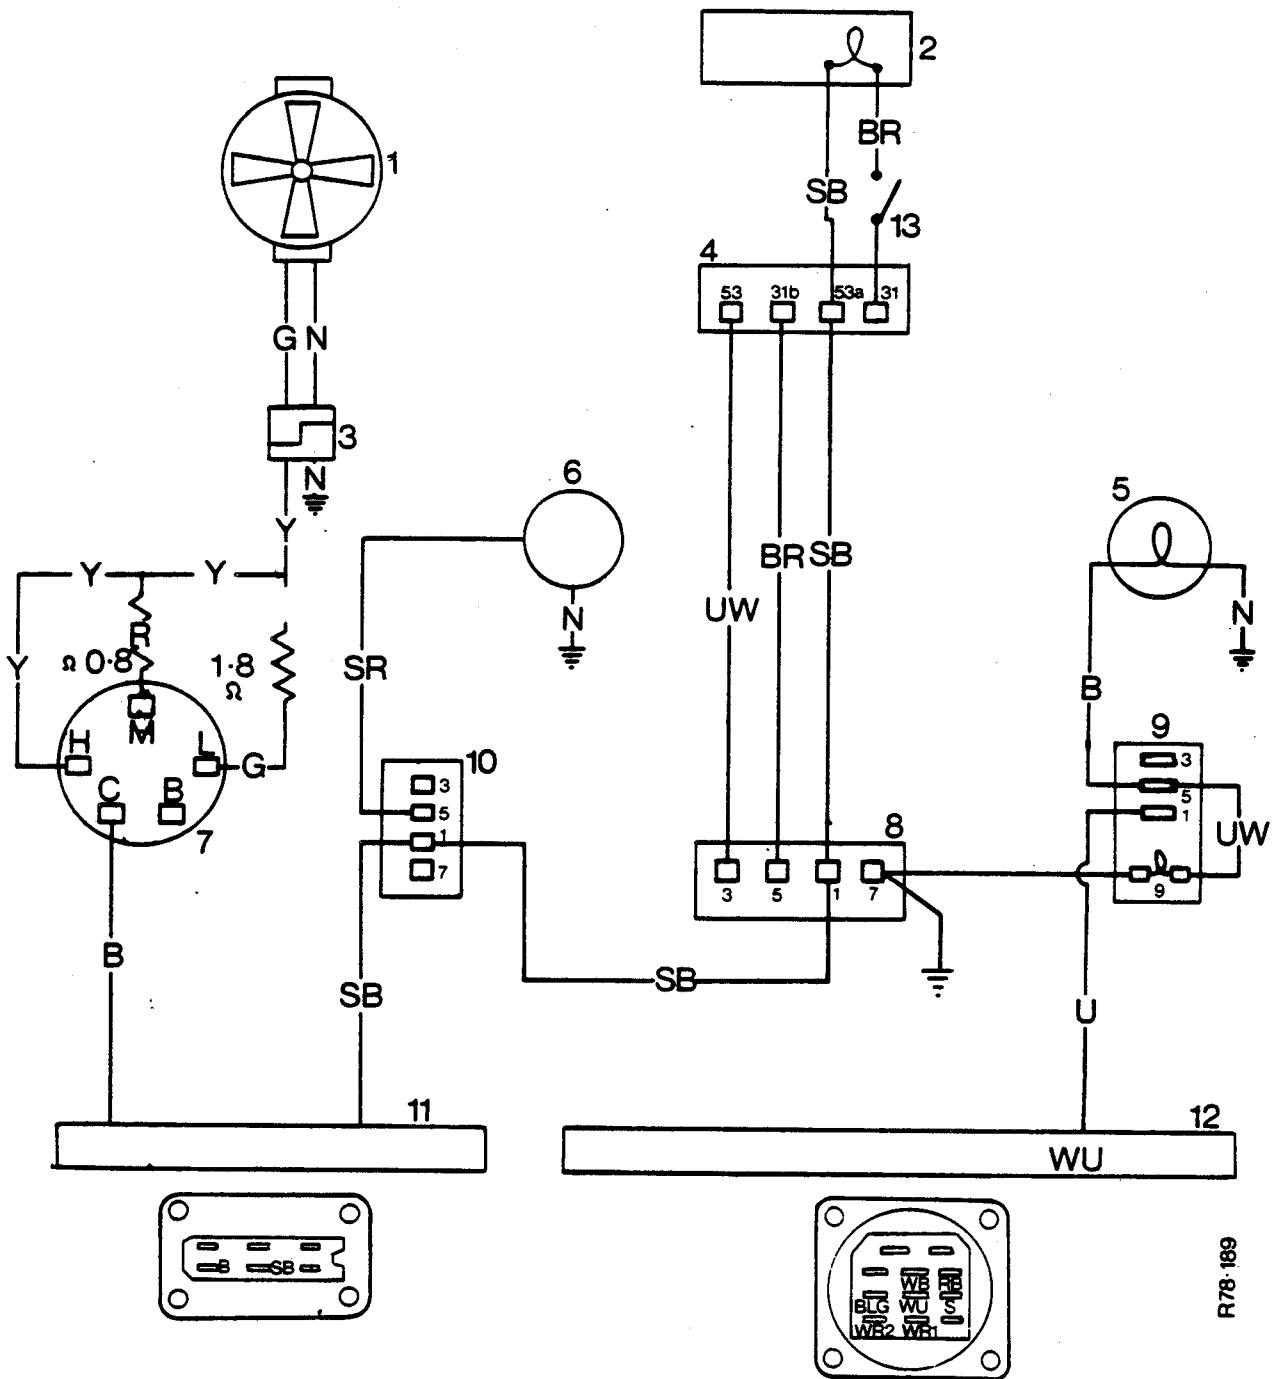 2
1
BR
SB
13
4
53 31b 53a 31
G N
3
N
6
5
Y
Y Y
BR SB
UW
N
N
Y
R
Ω 0·8
1·8
Ω
SR
B
M
H L
G
C B
7
10
3
5
1
7
9
3
5
1
9
UW
8
3 5 1 7
B
SB
SB
U
11
12
WU
B SB
WB RB
BLG WU S
WR2 WR1
R78·189